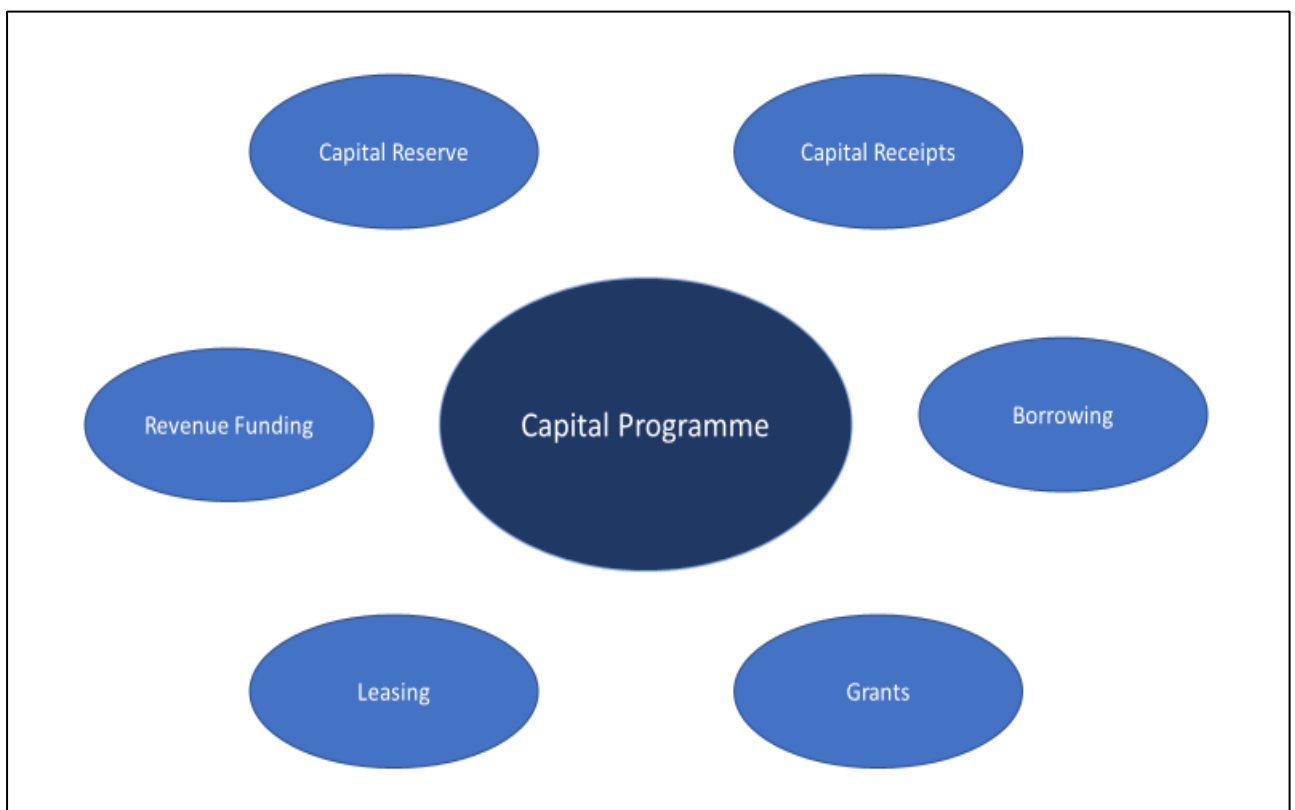 Capital Reserve
Capital Receipts
Revenue Funding
Capital Programme
Borrowing
Leasing
Grants